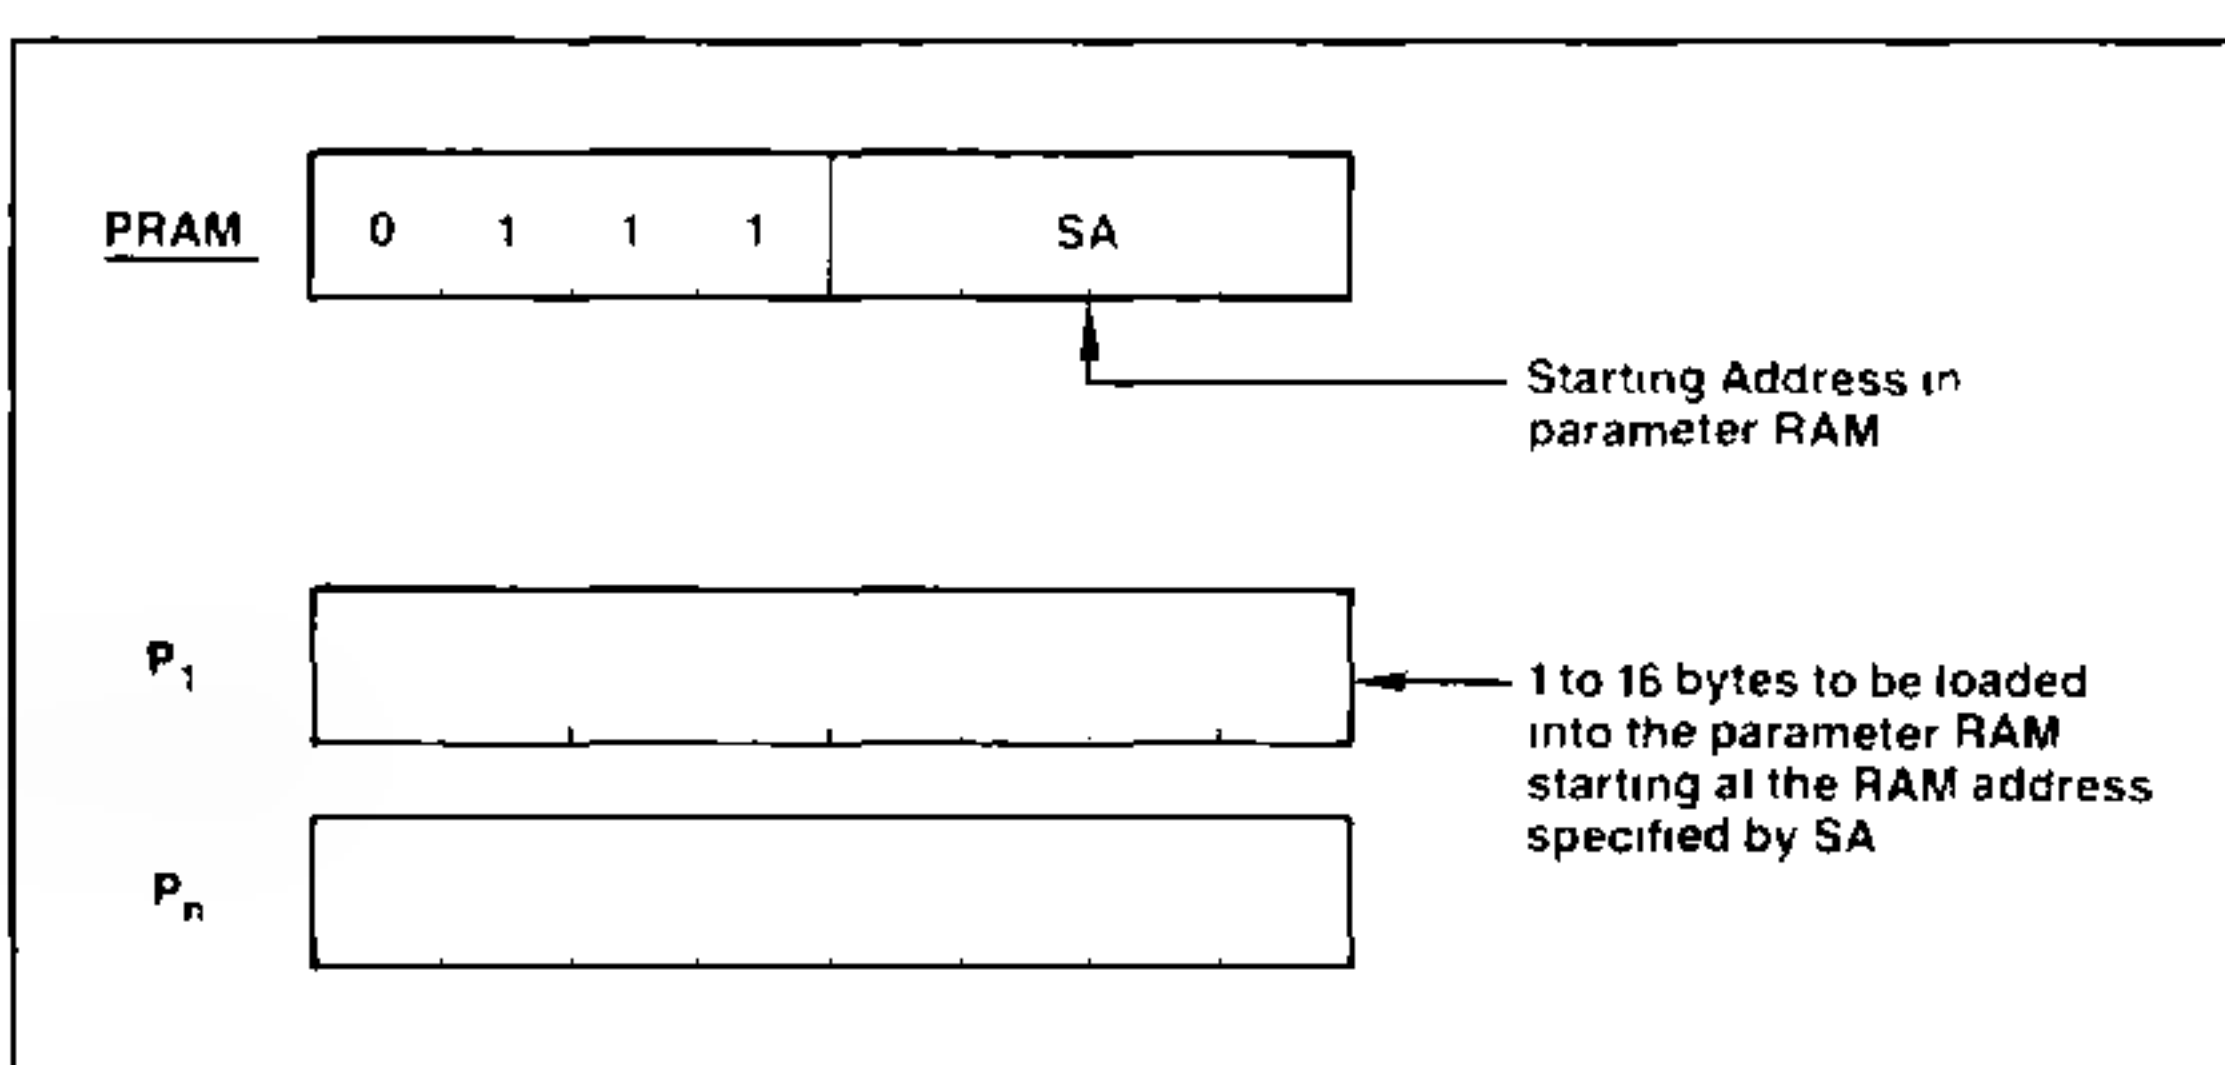 PRAM 0 1 1 1 SA
Starting Address in
parameter RAM
P1
1 to 16 bytes to be loaded
into the parameter RAM
starting at the RAM address
specified by SA
Pn